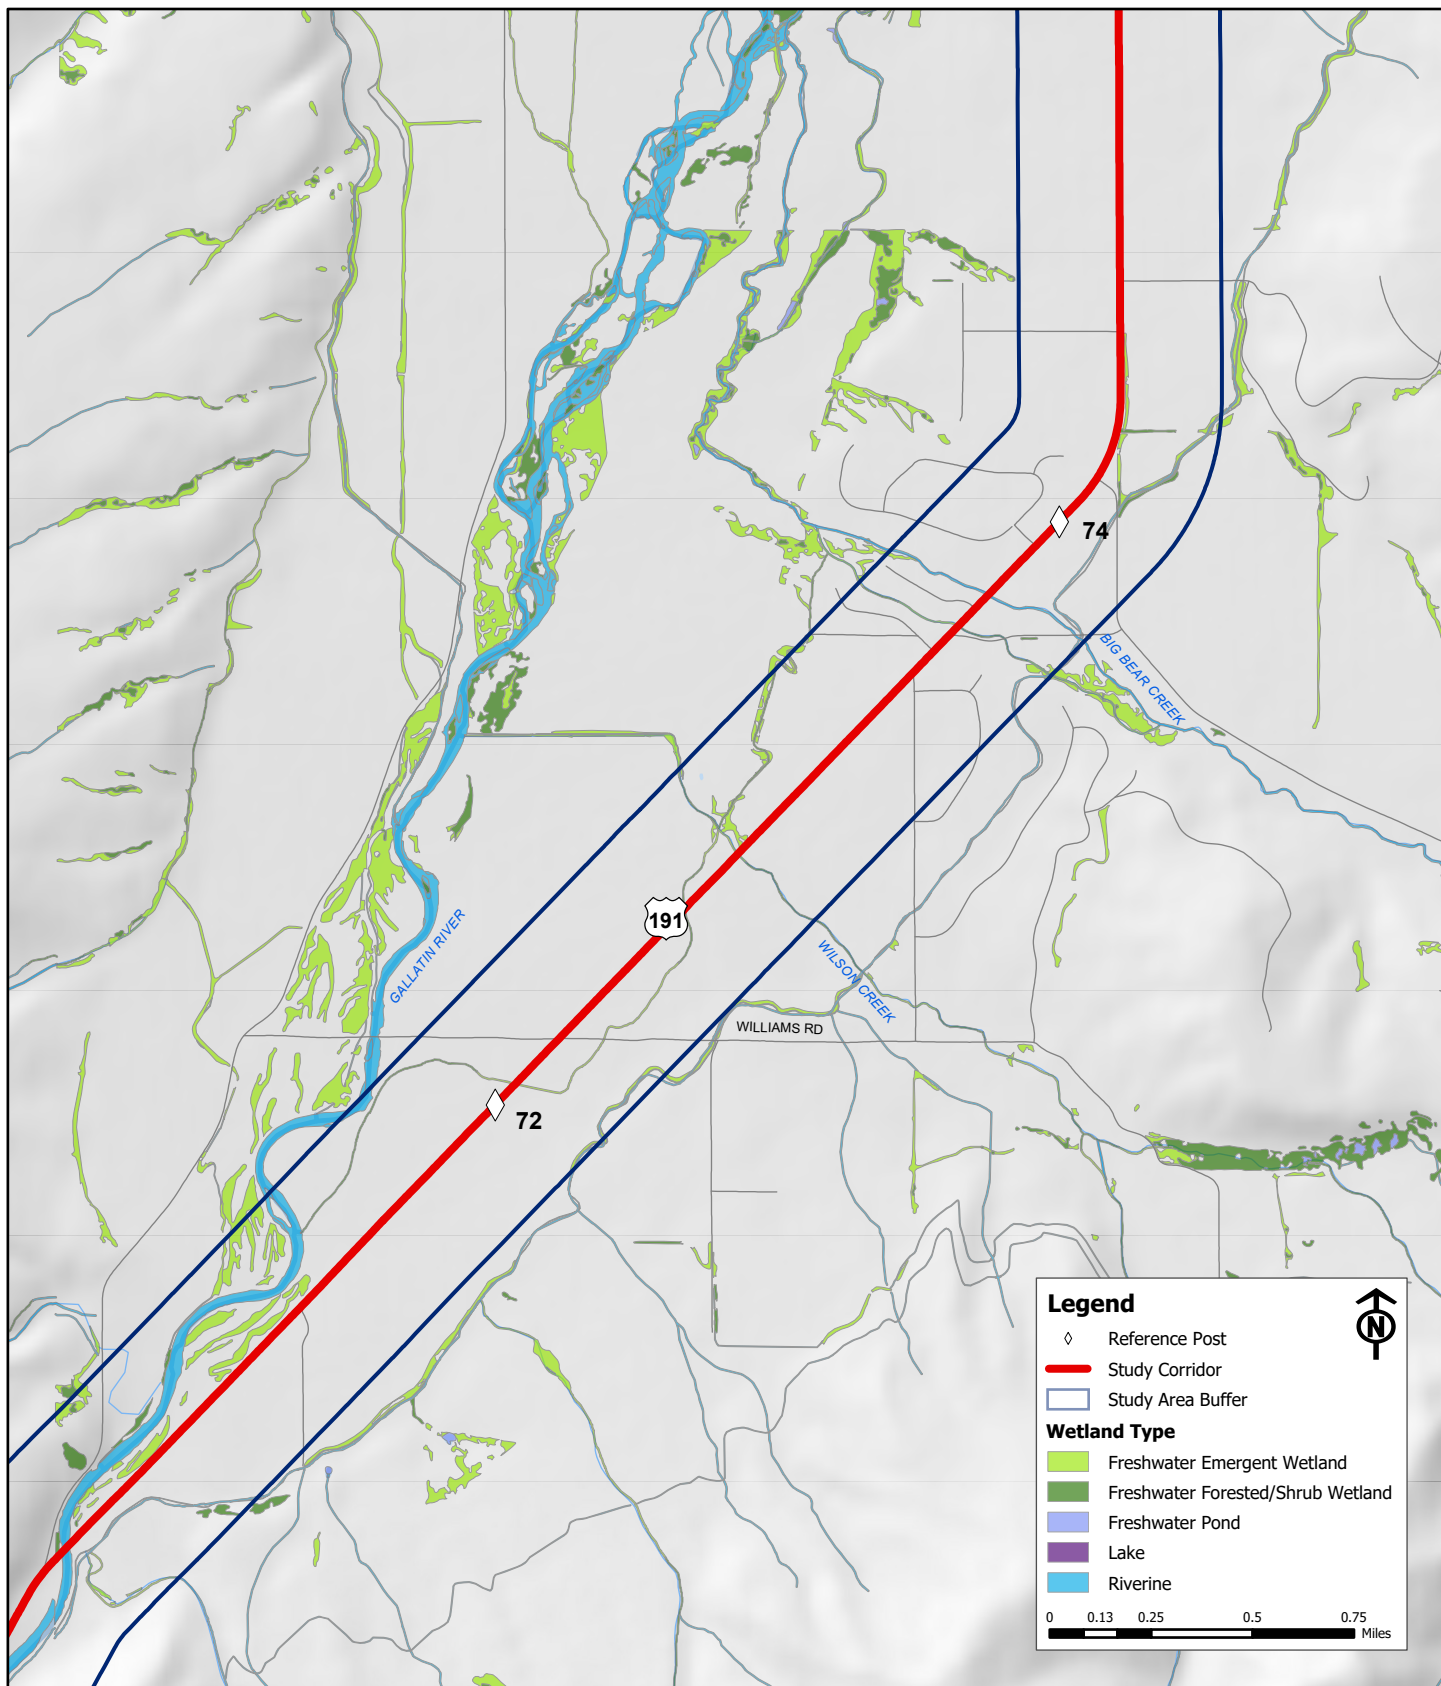 74
BIG BEAR CREEK
191
GALLATIN RIVER
WILSON CREEK
WILLIAMS RD
72
Legend
N
Reference Post
Study Corridor
Study Area Buffer
Wetland Type
Freshwater Emergent Wetland
Freshwater Forested/Shrub Wetland
Freshwater Pond
Lake
Riverine
0 0.13 0.25 0.5 0.75
Miles